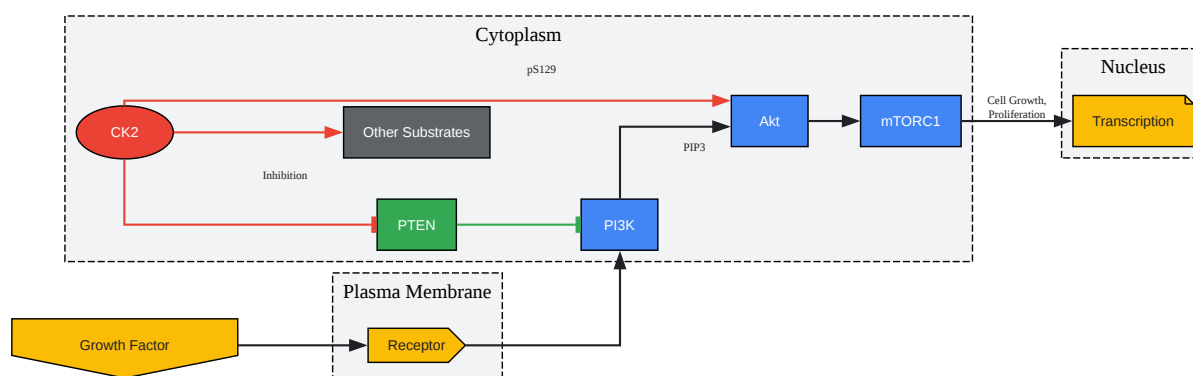 Cytoplasm
pS129
Nucleus
Cell Growth,
Proliferation
CK2
Other Substrates
Akt
mTORC1
Transcription
PIP3
Inhibition
PTEN
PI3K
Plasma Membrane
Growth Factor
Receptor